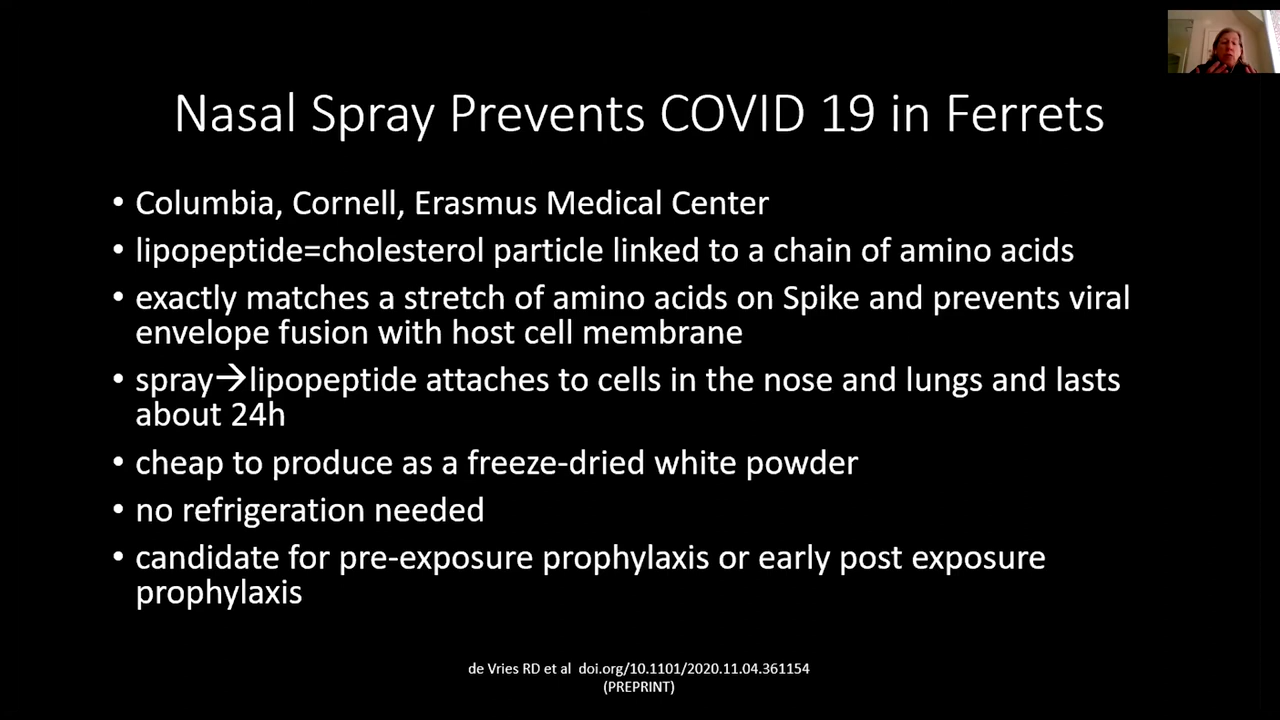 Nasal Spray Prevents COVID 19 in Ferrets
• Columbia, Cornell, Erasmus Medical Center
• lipopeptide=cholesterol particle linked to a chain of amino acids
• exactly matches a stretch of amino acids on Spike and prevents viral
envelope fusion with host cell membrane
• spray→lipopeptide attaches to cells in the nose and lungs and lasts
about 24h
• cheap to produce as a freeze-dried white powder
• no refrigeration needed
• candidate for pre-exposure prophylaxis or early post exposure
prophylaxis
de Vries RD et al doi.org/10.1101/2020.11.04.361154
(PREPRINT)